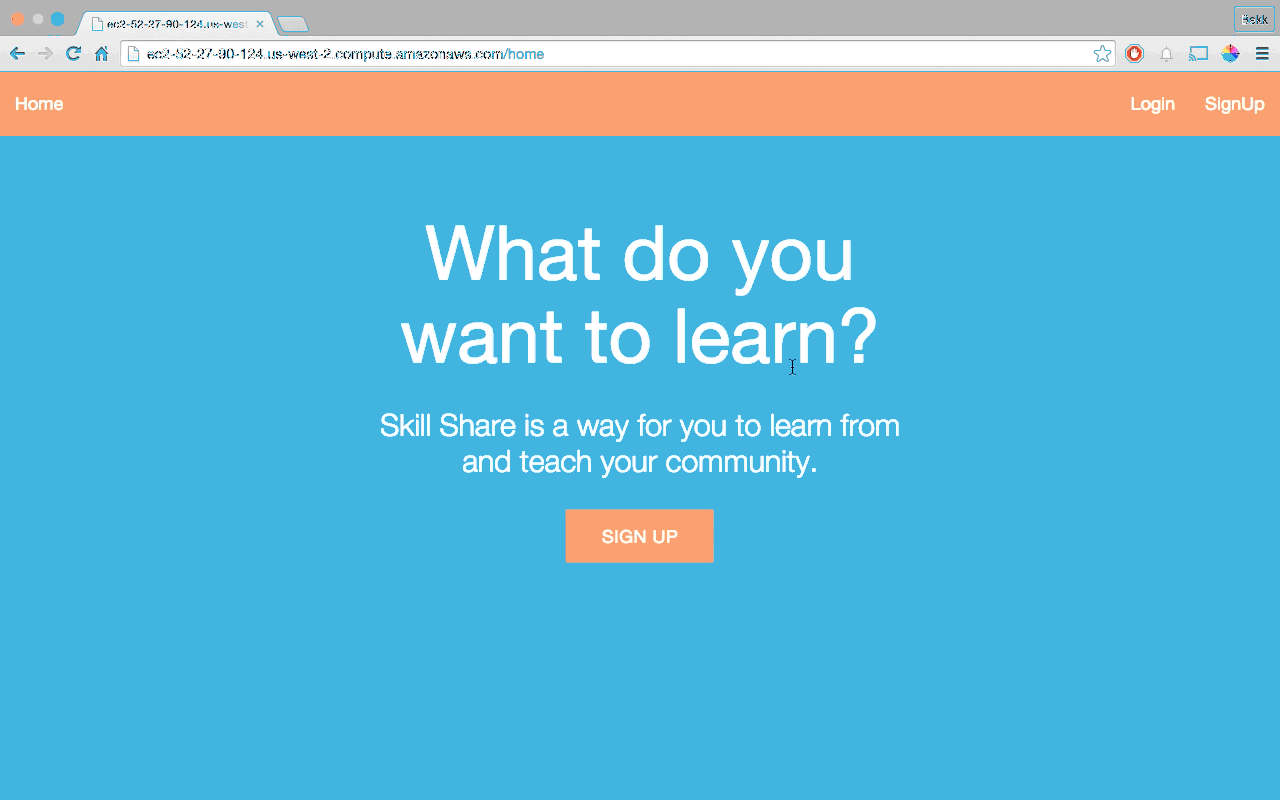 ec2-52-27-90-124.us-west
ec2-52-27-90-124.us-west-2.compute.amazonaws.com/home
Home
Login
SignUp
What do you
want to learn?
Skill Share is a way for you to learn from
and teach your community.
SIGN UP